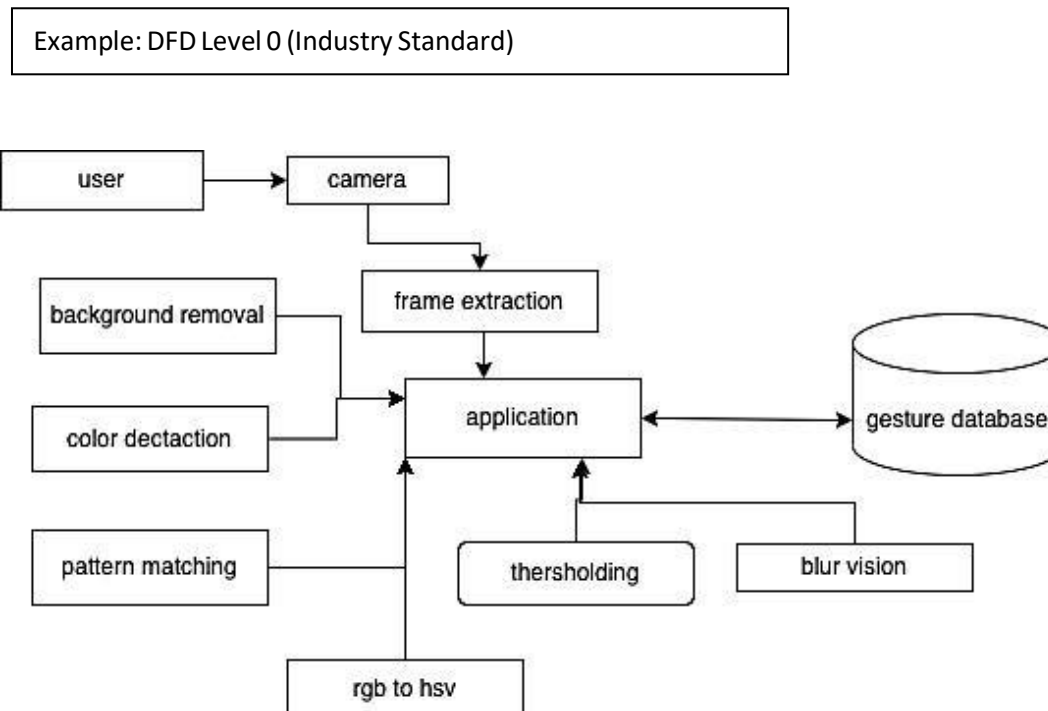 Example: DFD Level 0 (Industry Standard)
user
camera
background removal
frame extraction
color dectaction
application
gesture database
pattern matching
thersholding
blur vision
rgb to hsv